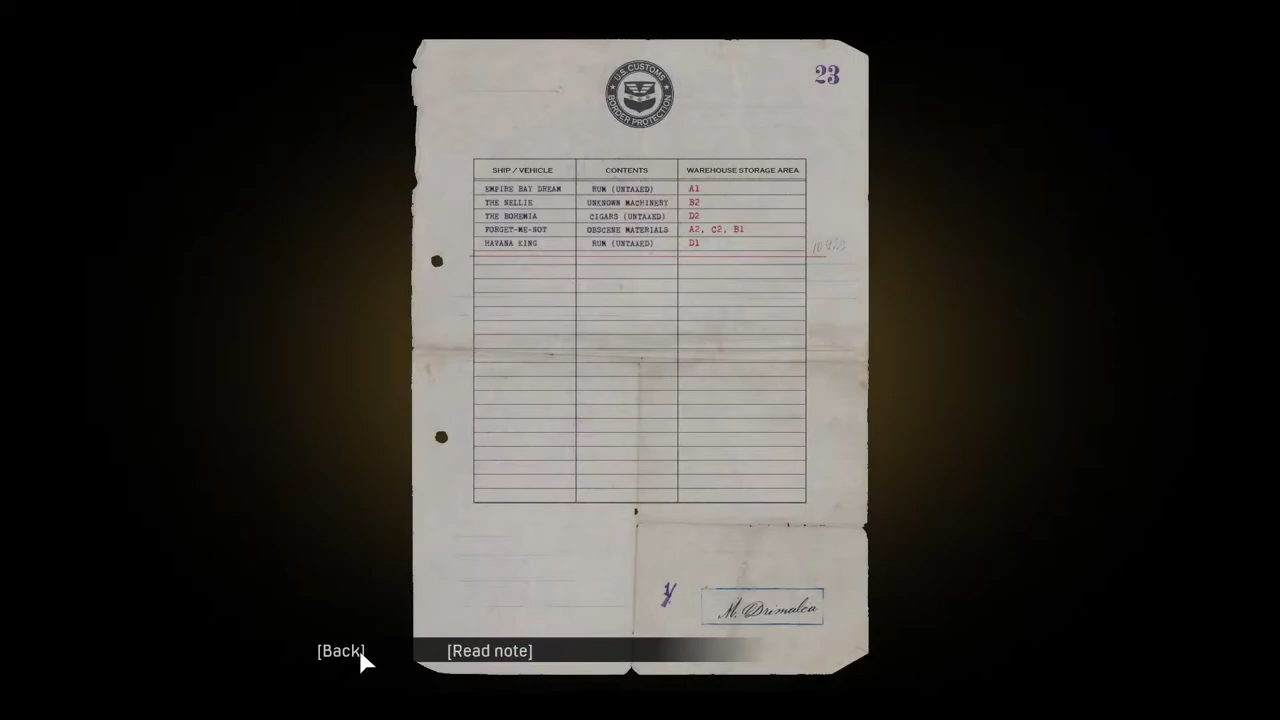 U.S. CUSTOMS
BORDER PROTECTION
23
SHIP / VEHICLE CONTENTS WAREHOUSE STORAGE AREA
EMPIRE BAY DREAM RUM (UNTAXED) A1
THE NELLIE UNKNOWN MACHINERY B2
THE BOHEMIA CIGARS (UNTAXED) D2
FORGET-ME-NOT OBSCENE MATERIALS A2, C2, B1
HAVANA KING RUM (UNTAXED) D1
M. Drimalca
[Back] [Read note]